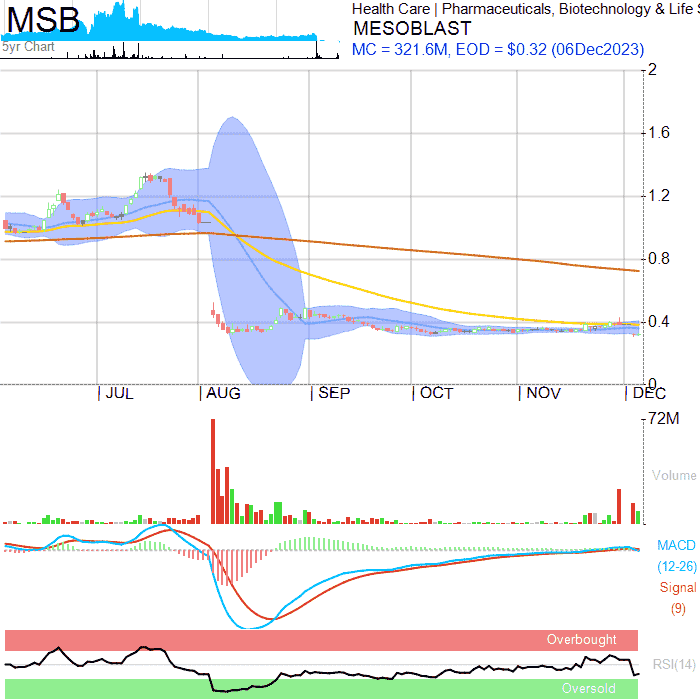 MSB
5yr Chart
Health Care | Pharmaceuticals, Biotechnology & Life S
MESOBLAST
MC = 321.6M, EOD = $0.32 (06Dec2023)
2
1.6
1.2
0.8
0.4
0
| JUL | AUG | SEP | OCT | NOV | DEC
72M
Volume
MACD
(12-26)
Signal
(9)
Overbought
RSI(14)
Oversold